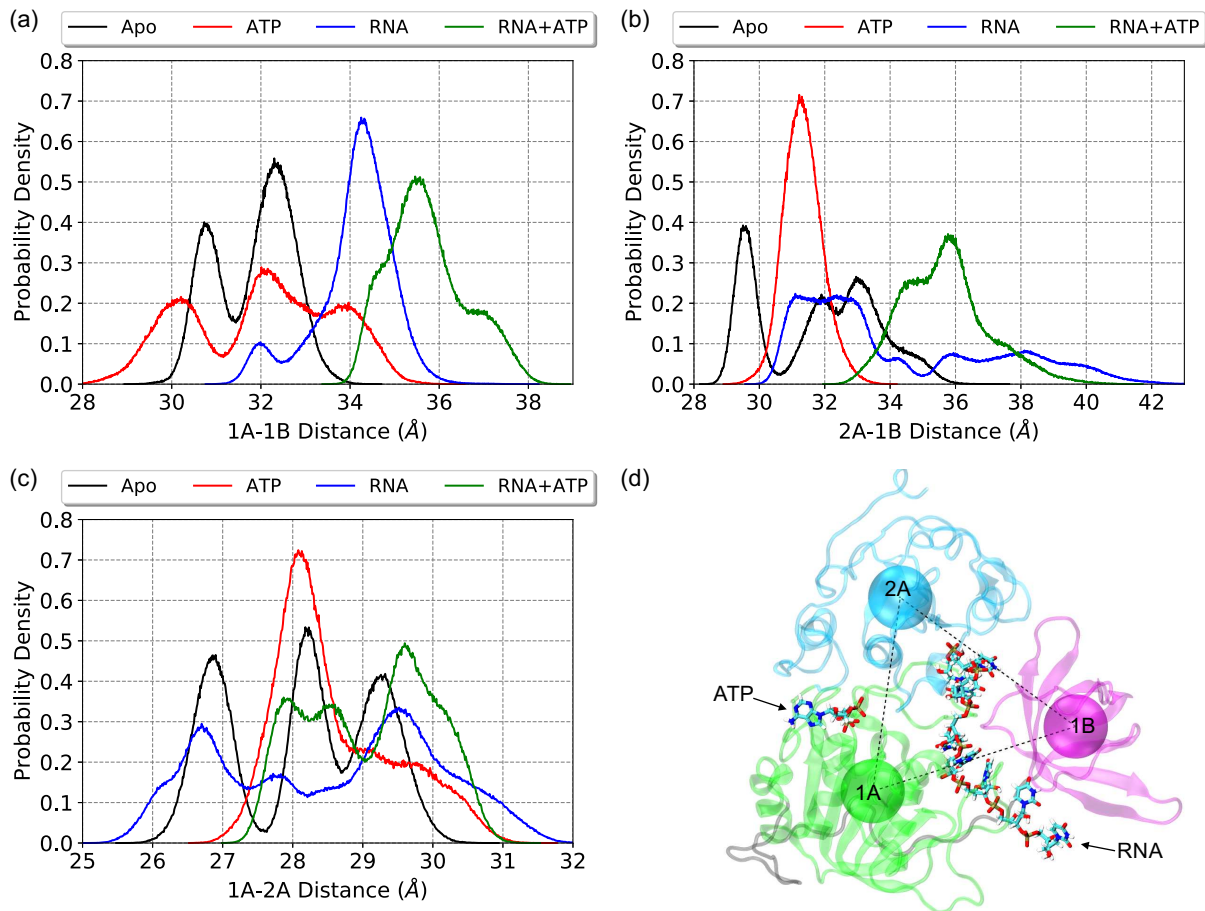 (a)
Apo ATP RNA RNA+ATP
0.8
0.7
0.6
0.5
0.4
0.3
0.2
0.1
0.0
Probability Density
28 30 32 34 36 38
1A-1B Distance (Å)
(b)
Apo ATP RNA RNA+ATP
0.8
0.7
0.6
0.5
0.4
0.3
0.2
0.1
0.0
Probability Density
28 30 32 34 36 38 40 42
2A-1B Distance (Å)
(c)
Apo ATP RNA RNA+ATP
0.8
0.7
0.6
0.5
0.4
0.3
0.2
0.1
0.0
Probability Density
25 26 27 28 29 30 31 32
1A-2A Distance (Å)
(d)
2A
ATP
1B
1A
RNA